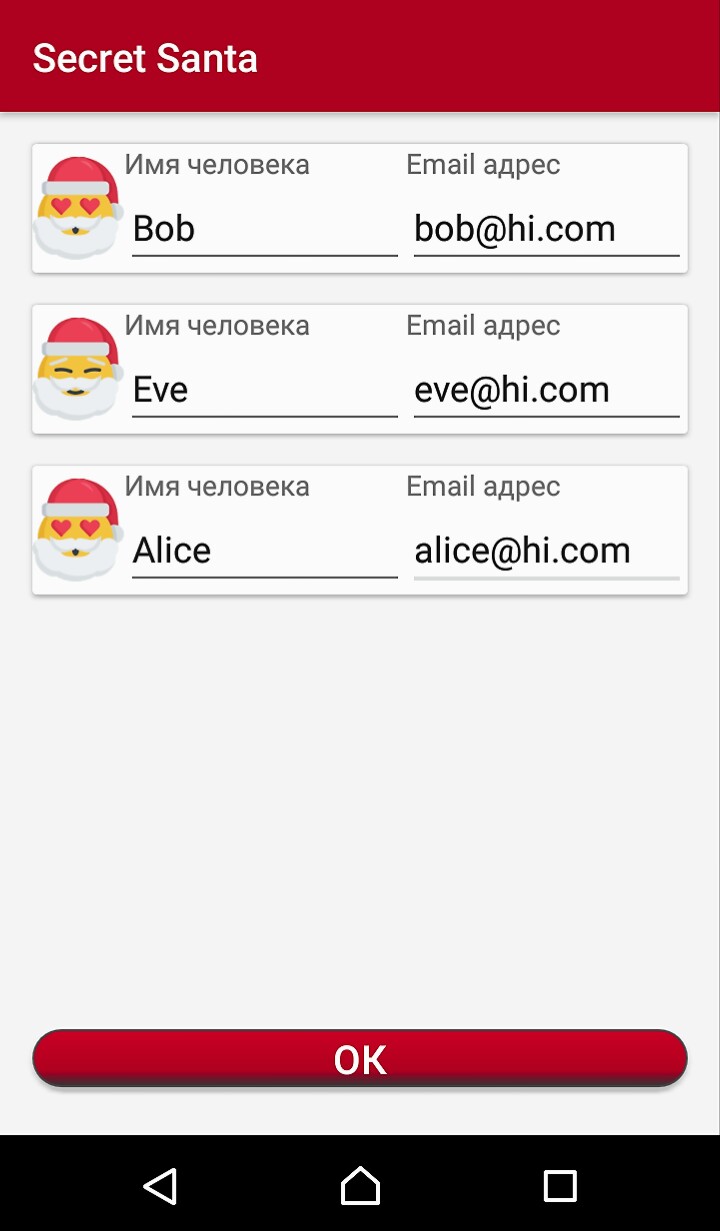 Secret Santa
Имя человека Email адрес
Bob bob@hi.com
Имя человека Email адрес
Eve eve@hi.com
Имя человека Email адрес
Alice alice@hi.com
OK